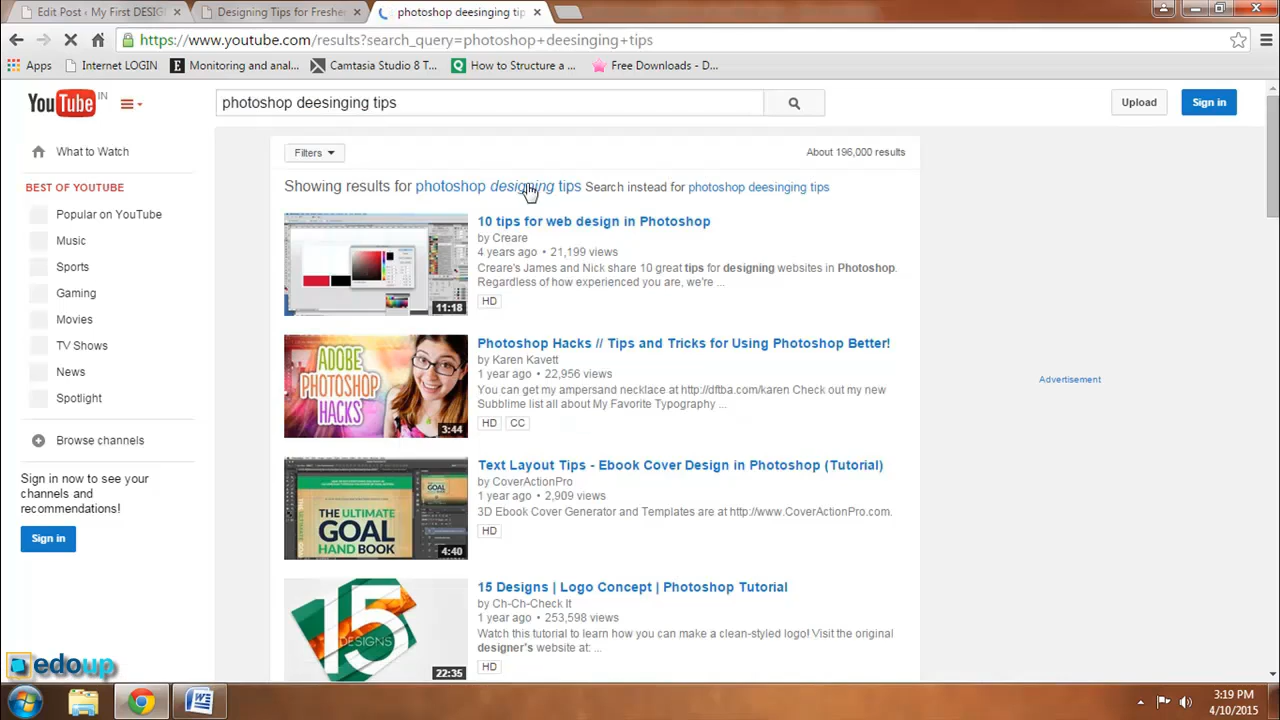 Edit Post ‹ My First DESIGN
Designing Tips for Fresher
photoshop deesinging tip
https://www.youtube.com/results?search_query=photoshop+deesinging+tips
Apps
Internet LOGIN
Monitoring and anal...
Camtasia Studio 8 T...
How to Structure a ...
Free Downloads - D...
YouTube IN
photoshop deesinging tips
Upload
Sign in
What to Watch
BEST OF YOUTUBE
Popular on YouTube
Music
Sports
Gaming
Movies
TV Shows
News
Spotlight
Browse channels
Sign in now to see your
channels and
recommendations!
Sign in
Filters
About 196,000 results
Showing results for photoshop designing tips Search instead for photoshop deesinging tips
10 tips for web design in Photoshop
by Creare
4 years ago • 21,199 views
Creare's James and Nick share 10 great tips for designing websites in Photoshop.
Regardless of how experienced you are, we're ...
HD
11:18
ADOBE
PHOTOSHOP
HACKS
3:44
Photoshop Hacks // Tips and Tricks for Using Photoshop Better!
by Karen Kavett
1 year ago • 22,956 views
You can get my ampersand necklace at http://dftba.com/karen Check out my new
Subblime list all about My Favorite Typography ...
HD CC
THE ULTIMATE
GOAL
HAND BOOK
4:40
Text Layout Tips - Ebook Cover Design in Photoshop (Tutorial)
by CoverActionPro
1 year ago • 2,909 views
3D Ebook Cover Generator and Templates are at http://www.CoverActionPro.com.
HD
15
DESIGNS
22:35
15 Designs | Logo Concept | Photoshop Tutorial
by Ch-Ch-Check It
1 year ago • 253,598 views
Watch this tutorial to learn how you can make a clean-styled logo! Visit the original
designer's website at: ...
HD
Advertisement
edoup
3:19 PM
4/10/2015